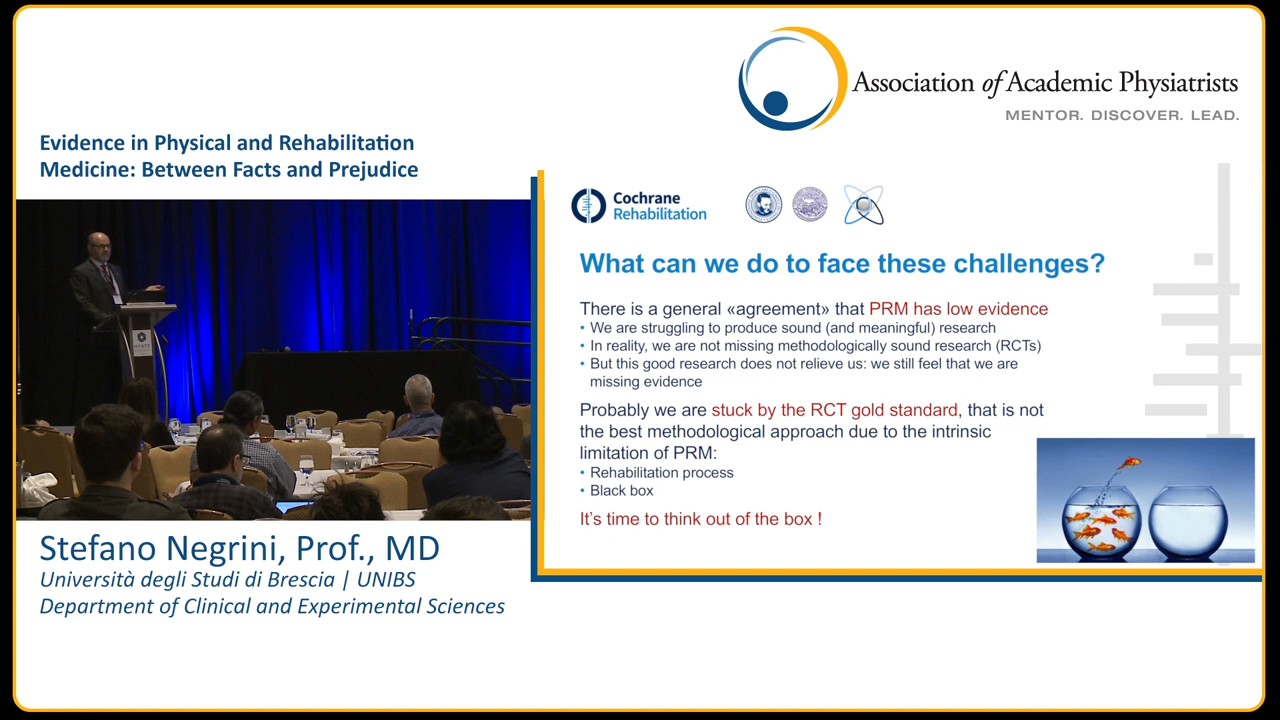 Association of Academic Physiatrists
MENTOR. DISCOVER. LEAD.
Evidence in Physical and Rehabilitation
Medicine: Between Facts and Prejudice
Cochrane
Rehabilitation
What can we do to face these challenges?
There is a general «agreement» that PRM has low evidence
• We are struggling to produce sound (and meaningful) research
• In reality, we are not missing methodologically sound research (RCTs)
• But this good research does not relieve us: we still feel that we are
missing evidence
Probably we are stuck by the RCT gold standard, that is not
the best methodological approach due to the intrinsic
limitation of PRM:
• Rehabilitation process
• Black box
It's time to think out of the box !
HYATT
Stefano Negrini, Prof., MD
Università degli Studi di Brescia | UNIBS
Department of Clinical and Experimental Sciences